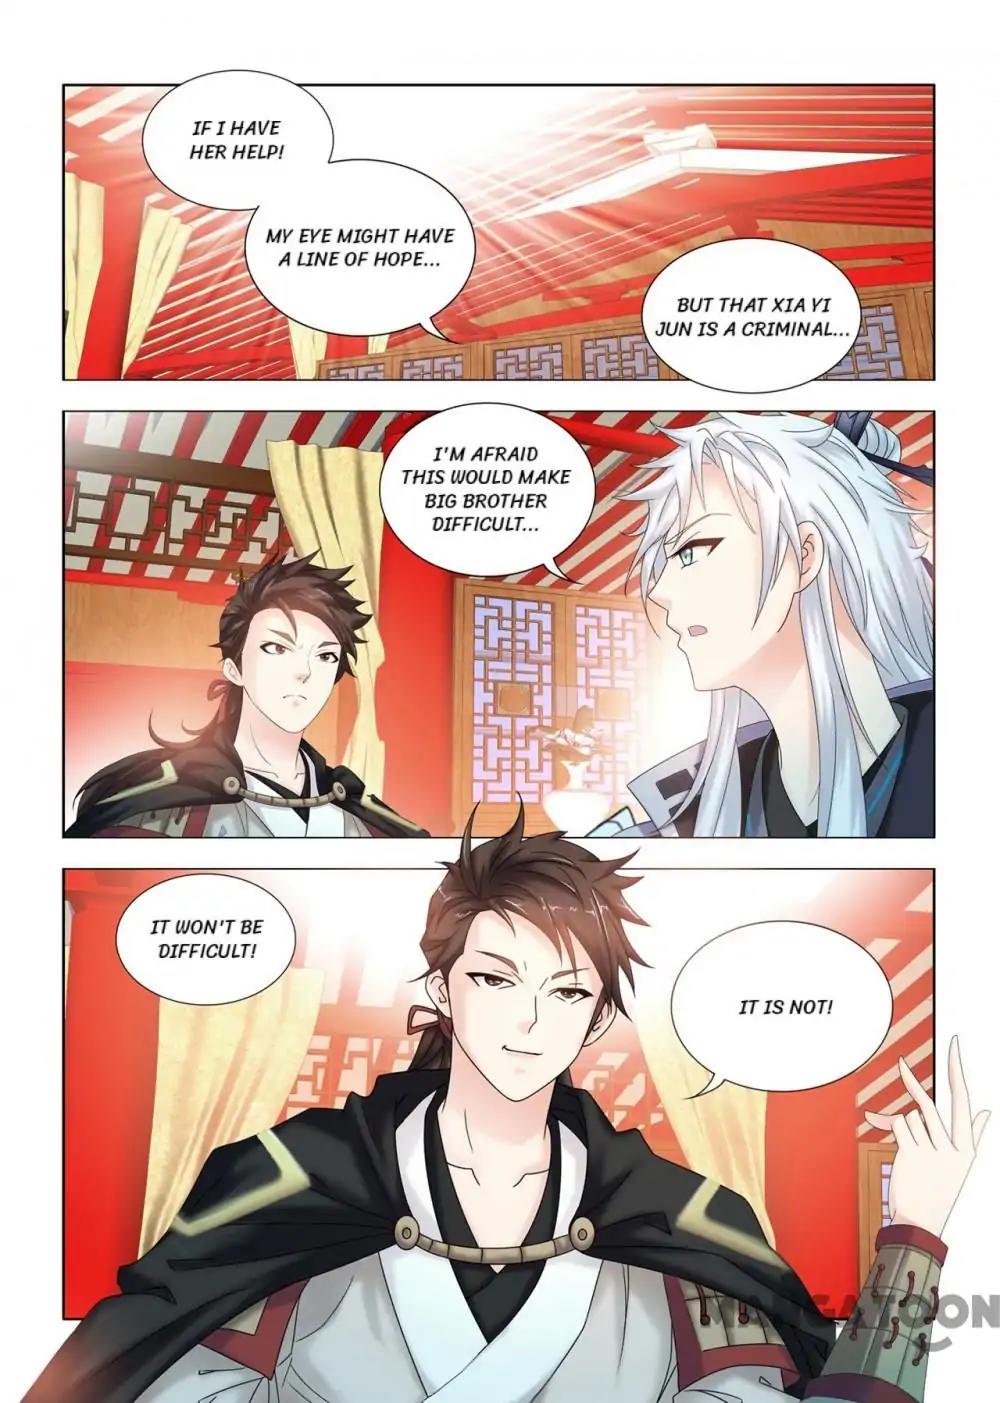 IF I HAVE
HER HELP!
MY EYE MIGHT HAVE
A LINE OF HOPE...
BUT THAT XIA YI
JUN IS A CRIMINAL...
I'M AFRAID
THIS WOULD MAKE
BIG BROTHER
DIFFICULT...
IT WON'T BE
DIFFICULT!
IT IS NOT!
MANGATOON